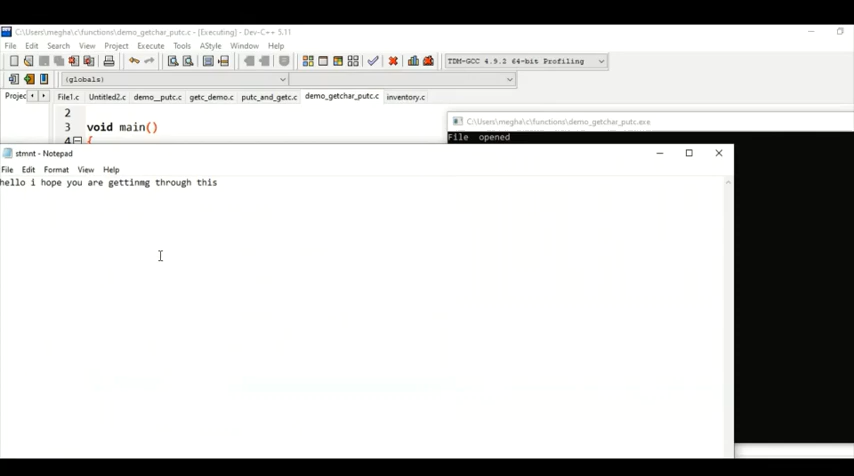 C:\Users\megha\c\functions\demo_getchar_putc.c - [Executing] - Dev-C++ 5.11
File Edit Search View Project Execute Tools AStyle Window Help
TDM-GCC 4.9.2 64-bit Profiling
(globals)
Projec File1.c Untitled2.c demo__putc.c getc_demo.c putc_and_getc.c demo_getchar_putc.c inventory.c
2
3 void main()
4 {
C:\Users\megha\c\functions\demo_getchar_putc.exe
File opened
stmnt - Notepad
File Edit Format View Help
hello i hope you are gettinmg through this